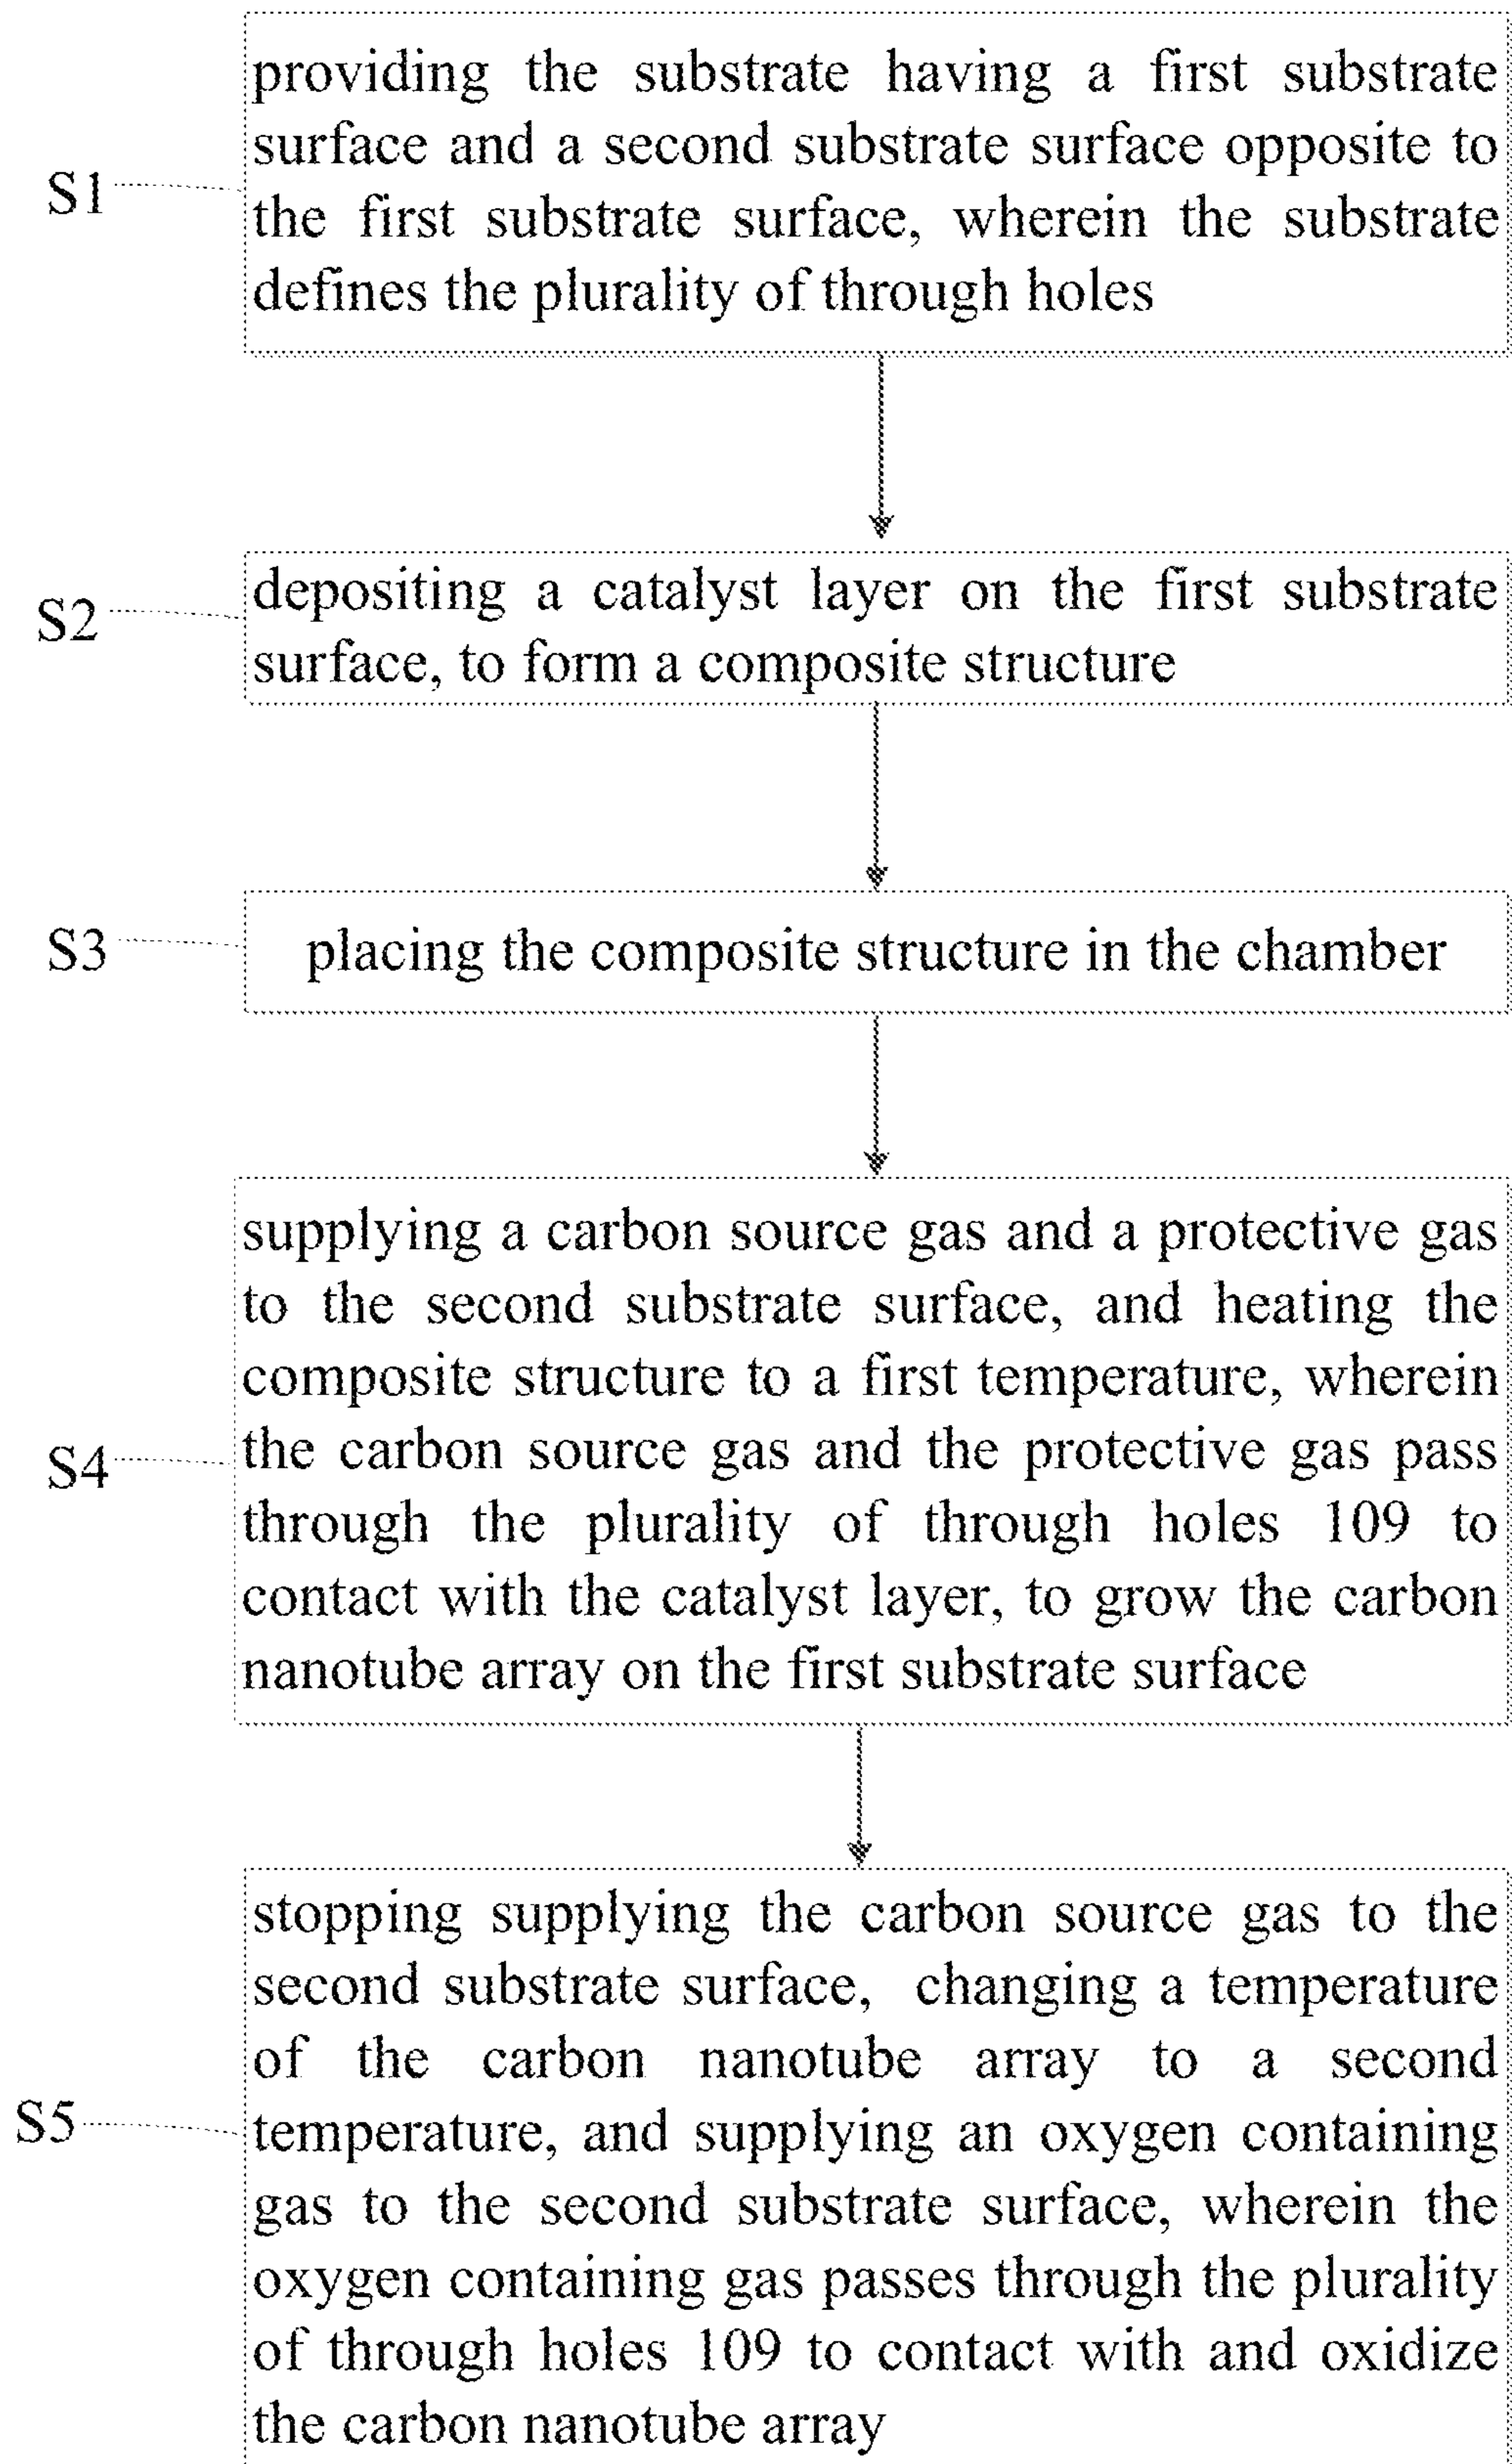 providing the substrate having a first substrate
surface and a second substrate surface opposite to
S1
the first substrate surface, wherein the substrate
defines the plurality of through holes
depositing a catalyst layer on the first substrate
S2
surface, to form a composite structure
S3
placing the composite structure in the chamber
supplying a carbon source gas and a protective gas
to the second substrate surface, and heating the
composite structure to a first temperature, wherein
S4
the carbon source gas and the protective gas pass
through the plurality of through holes 109 to
contact with the catalyst layer, to grow the carbon
nanotube array on the first substrate surface
stopping supplying the carbon source gas to the
second substrate surface, changing a temperature
of the carbon nanotube array to a second
S5
temperature, and supplying an oxygen containing
gas to the second substrate surface, wherein the
oxygen containing gas passes through the plurality
of through holes 109 to contact with and oxidize
the carbon nanotube array